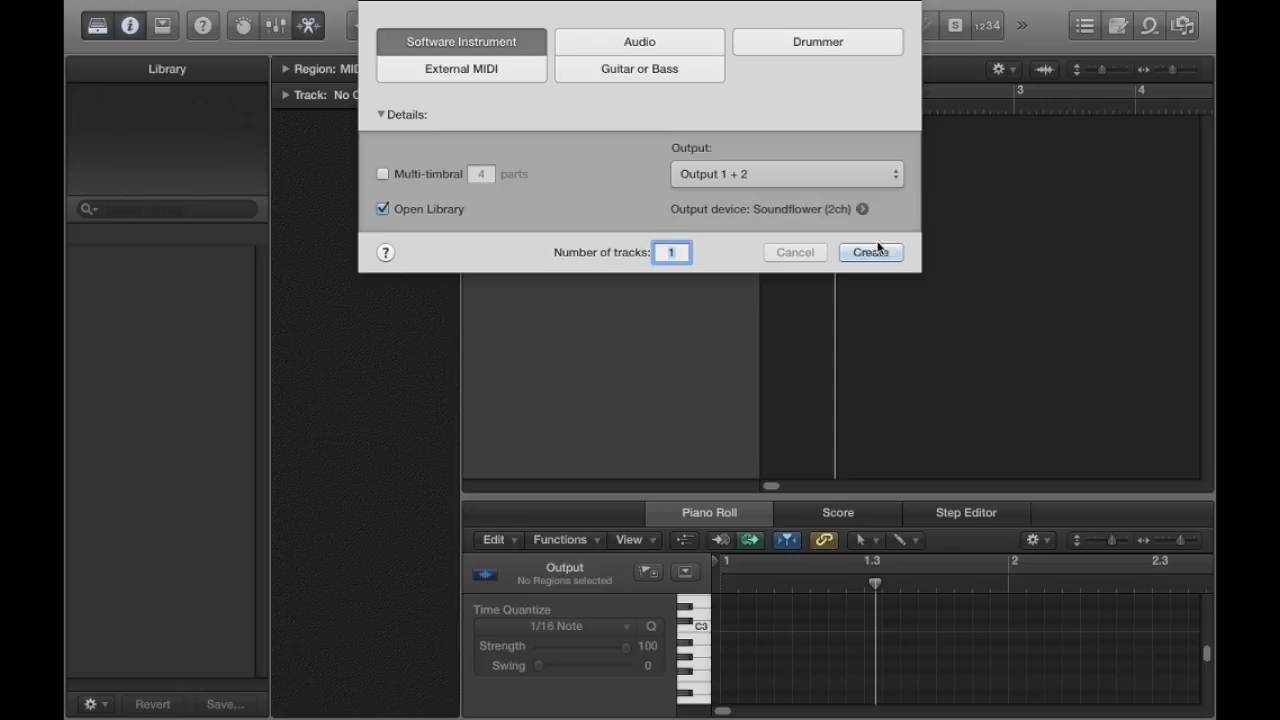 Software Instrument
Audio
Drummer
External MIDI
Guitar or Bass
1234
Library
Region: MID
Track: No
3
4
Details:
Output:
Multi-timbral 4 parts
Output 1 + 2
Open Library
Output device: Soundflower (2ch)
Number of tracks: 1
Cancel
Create
Piano Roll
Score
Step Editor
Edit
Functions
View
Output
No Regions selected
1
1.3
2
2.3
Time Quantize
1/16 Note
Q
C3
Strength 100
Swing 0
Revert
Save...